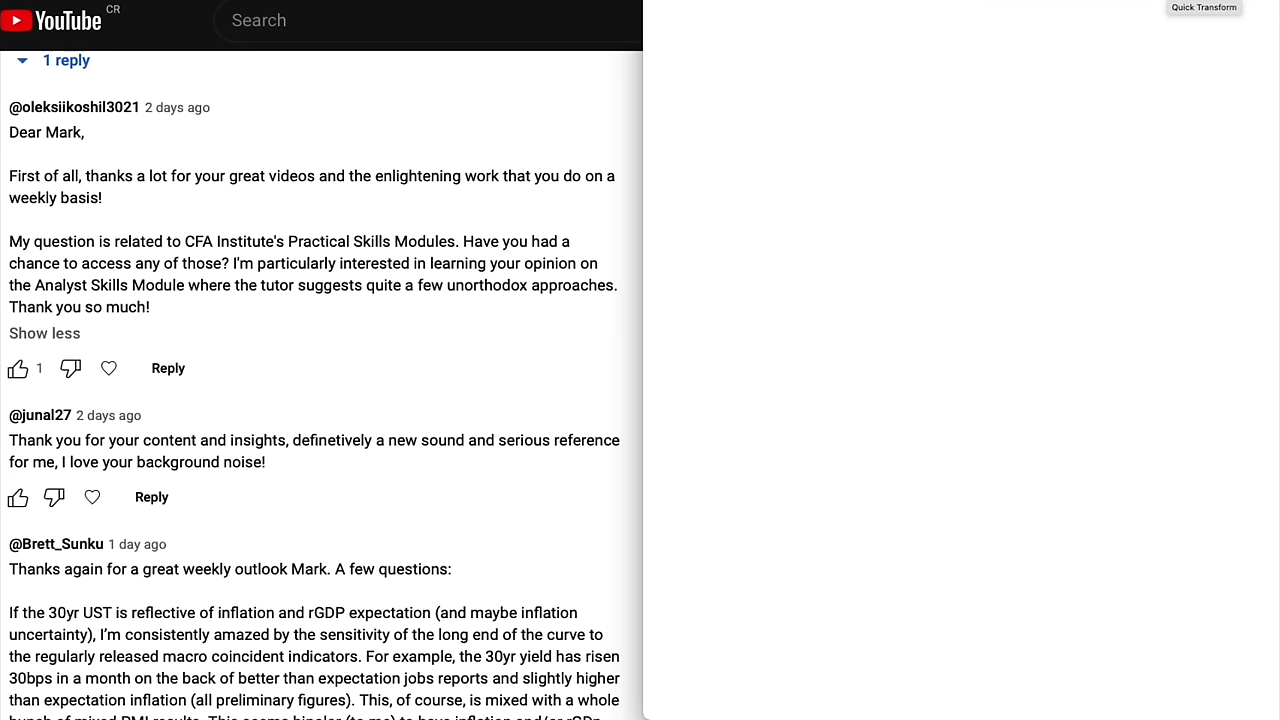 YouTube CR
Search
Quick Transform
1 reply
@oleksiikoshil3021 2 days ago
Dear Mark,
First of all, thanks a lot for your great videos and the enlightening work that you do on a
weekly basis!
My question is related to CFA Institute's Practical Skills Modules. Have you had a
chance to access any of those? I'm particularly interested in learning your opinion on
the Analyst Skills Module where the tutor suggests quite a few unorthodox approaches.
Thank you so much!
Show less
1
Reply
@junal27 2 days ago
Thank you for your content and insights, definetively a new sound and serious reference
for me, I love your background noise!
Reply
@Brett_Sunku 1 day ago
Thanks again for a great weekly outlook Mark. A few questions:
If the 30yr UST is reflective of inflation and rGDP expectation (and maybe inflation
uncertainty), I'm consistently amazed by the sensitivity of the long end of the curve to
the regularly released macro coincident indicators. For example, the 30yr yield has risen
30bps in a month on the back of better than expectation jobs reports and slightly higher
than expectation inflation (all preliminary figures). This, of course, is mixed with a whole